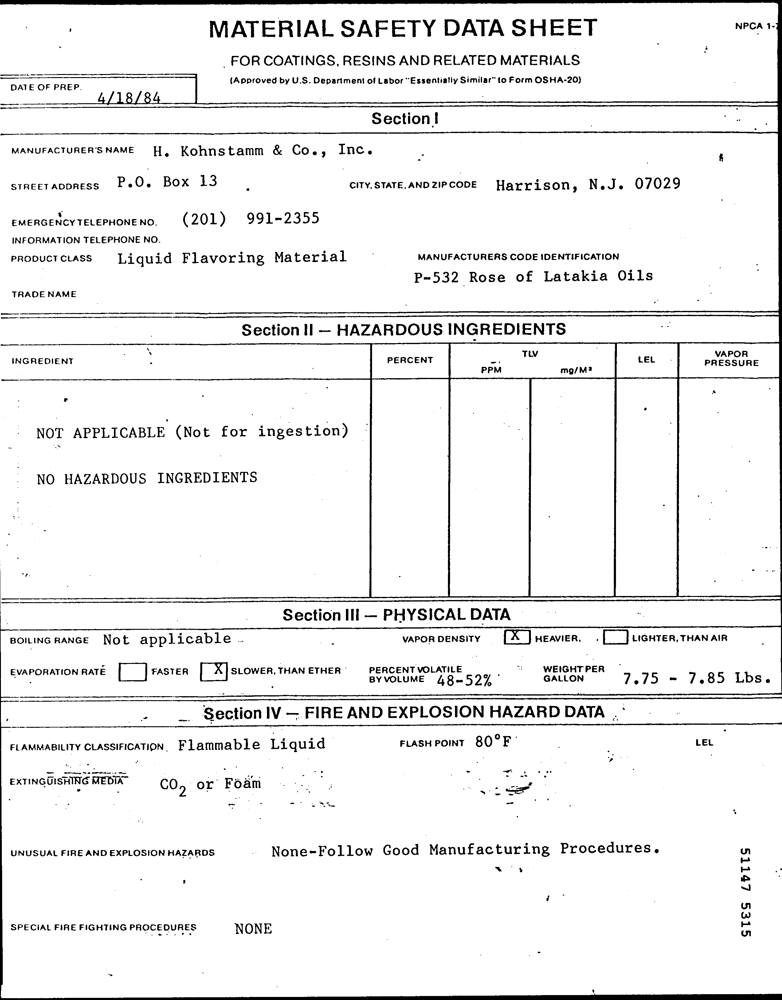 MATERIAL SAFETY DATA SHEET
NPCA 1-
FOR COATINGS, RESINS AND RELATED MATERIALS
(Approved by U.S. Department of Labor "Essentially Similar" to Form OSHA-20)
DATE OF PREP.
4/18/84
Section I
MANUFACTURER'S NAME H. Kohnstamm & Co., Inc.
STREET ADDRESS P.O. Box 13 CITY, STATE, AND ZIP CODE Harrison, N.J. 07029
EMERGENCY TELEPHONE NO. (201) 991-2355
INFORMATION TELEPHONE NO.
PRODUCT CLASS Liquid Flavoring Material MANUFACTURERS CODE IDENTIFICATION
P-532 Rose of Latakia Oils
TRADE NAME
Section II — HAZARDOUS INGREDIENTS
INGREDIENT PERCENT TLV LEL VAPOR PRESSURE
PPM mg/M³
NOT APPLICABLE (Not for ingestion)
NO HAZARDOUS INGREDIENTS
Section III — PHYSICAL DATA
BOILING RANGE Not applicable VAPOR DENSITY X HEAVIER, LIGHTER, THAN AIR
EVAPORATION RATE FASTER X SLOWER, THAN ETHER PERCENT VOLATILE BY VOLUME 48-52% WEIGHT PER GALLON 7.75 - 7.85 Lbs.
Section IV — FIRE AND EXPLOSION HAZARD DATA
FLAMMABILITY CLASSIFICATION Flammable Liquid FLASH POINT 80°F LEL
EXTINGUISHING MEDIA CO2 or Foam
UNUSUAL FIRE AND EXPLOSION HAZARDS None-Follow Good Manufacturing Procedures.
SPECIAL FIRE FIGHTING PROCEDURES NONE
51147 5315